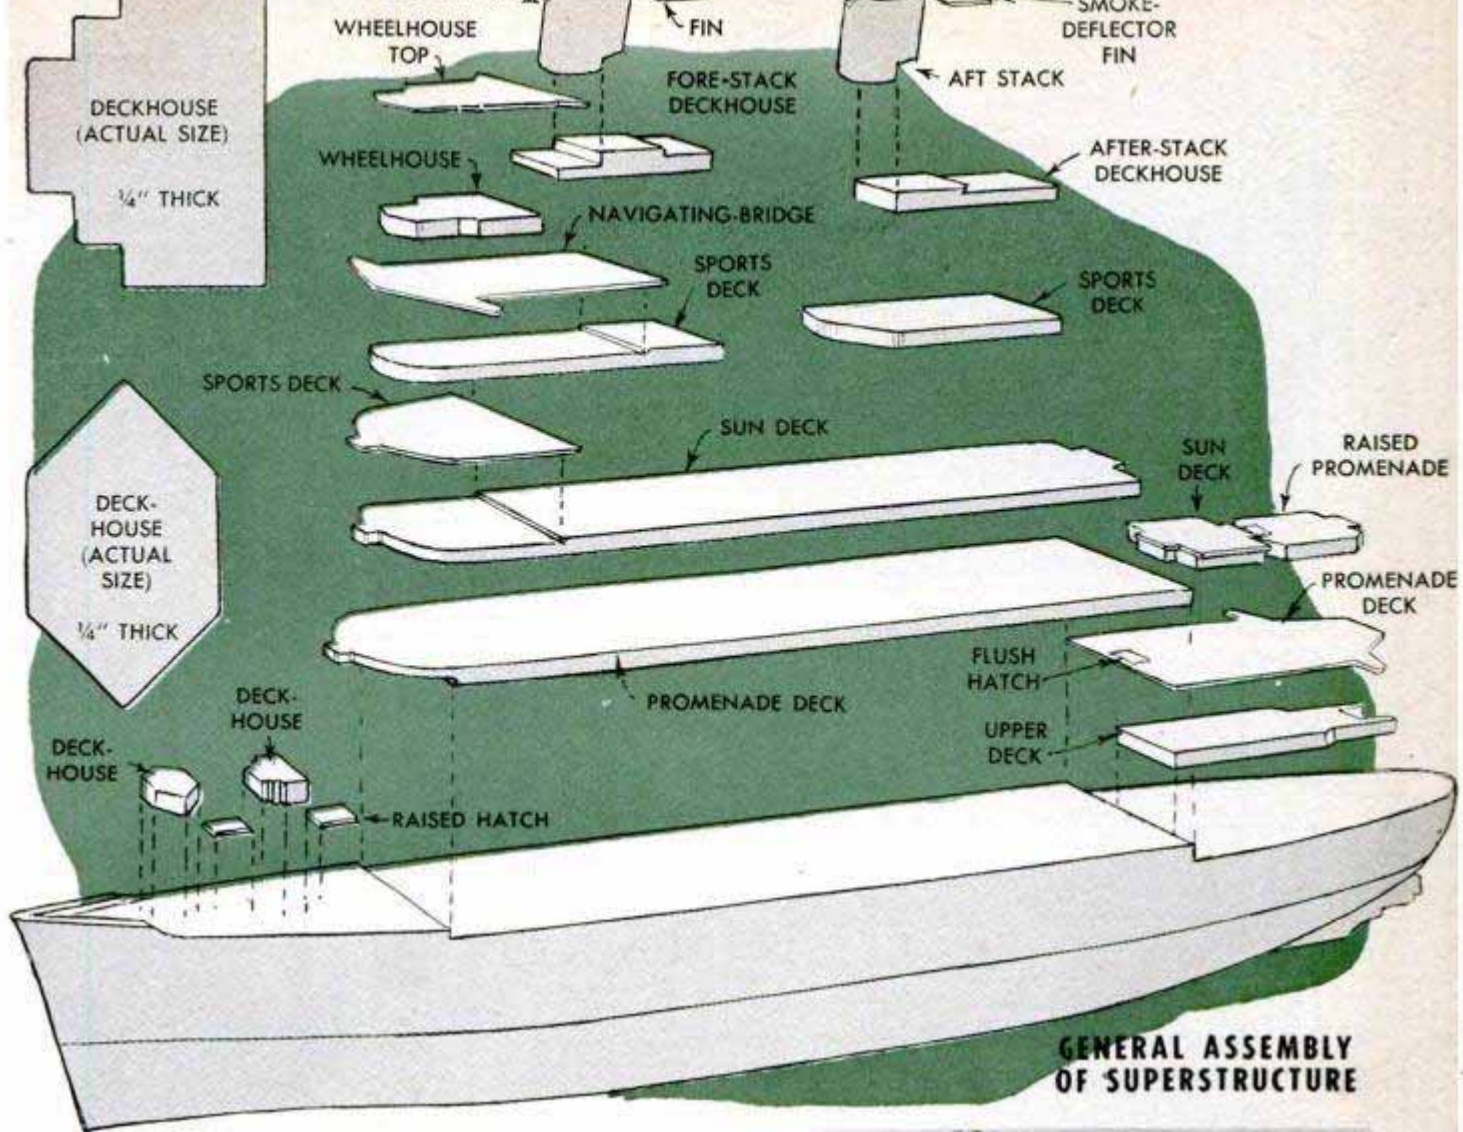 SMOKE-
DEFLECTOR
FIN
FIN
WHEELHOUSE
TOP
AFT STACK
FORE-STACK
DECKHOUSE
DECKHOUSE
(ACTUAL SIZE)
¼" THICK
WHEELHOUSE
AFTER-STACK
DECKHOUSE
NAVIGATING-BRIDGE
SPORTS
DECK
SPORTS
DECK
SPORTS DECK
SUN DECK
SUN
DECK
RAISED
PROMENADE
DECK-
HOUSE
(ACTUAL
SIZE)
¼" THICK
PROMENADE
DECK
FLUSH
HATCH
PROMENADE DECK
DECK-
HOUSE
UPPER
DECK
DECK-
HOUSE
RAISED HATCH
GENERAL ASSEMBLY
OF SUPERSTRUCTURE